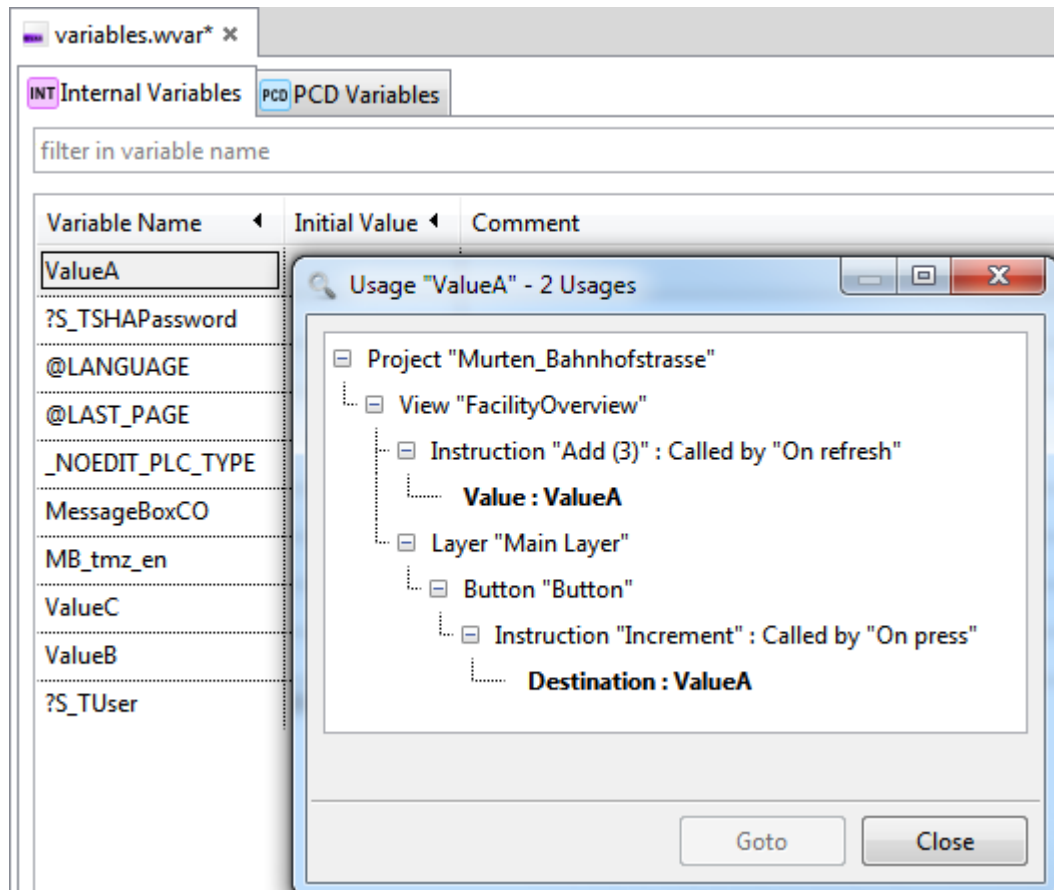 variables.wvar*
INT Internal Variables PCD PCD Variables
filter in variable name
Variable Name Initial Value Comment
ValueA
?S_TSHAPassword
@LANGUAGE
@LAST_PAGE
_NOEDIT_PLC_TYPE
MessageBoxCO
MB_tmz_en
ValueC
ValueB
?S_TUser
Usage "ValueA" - 2 Usages
Project "Murten_Bahnhofstrasse"
View "FacilityOverview"
Instruction "Add (3)" : Called by "On refresh"
Value : ValueA
Layer "Main Layer"
Button "Button"
Instruction "Increment" : Called by "On press"
Destination : ValueA
Goto Close